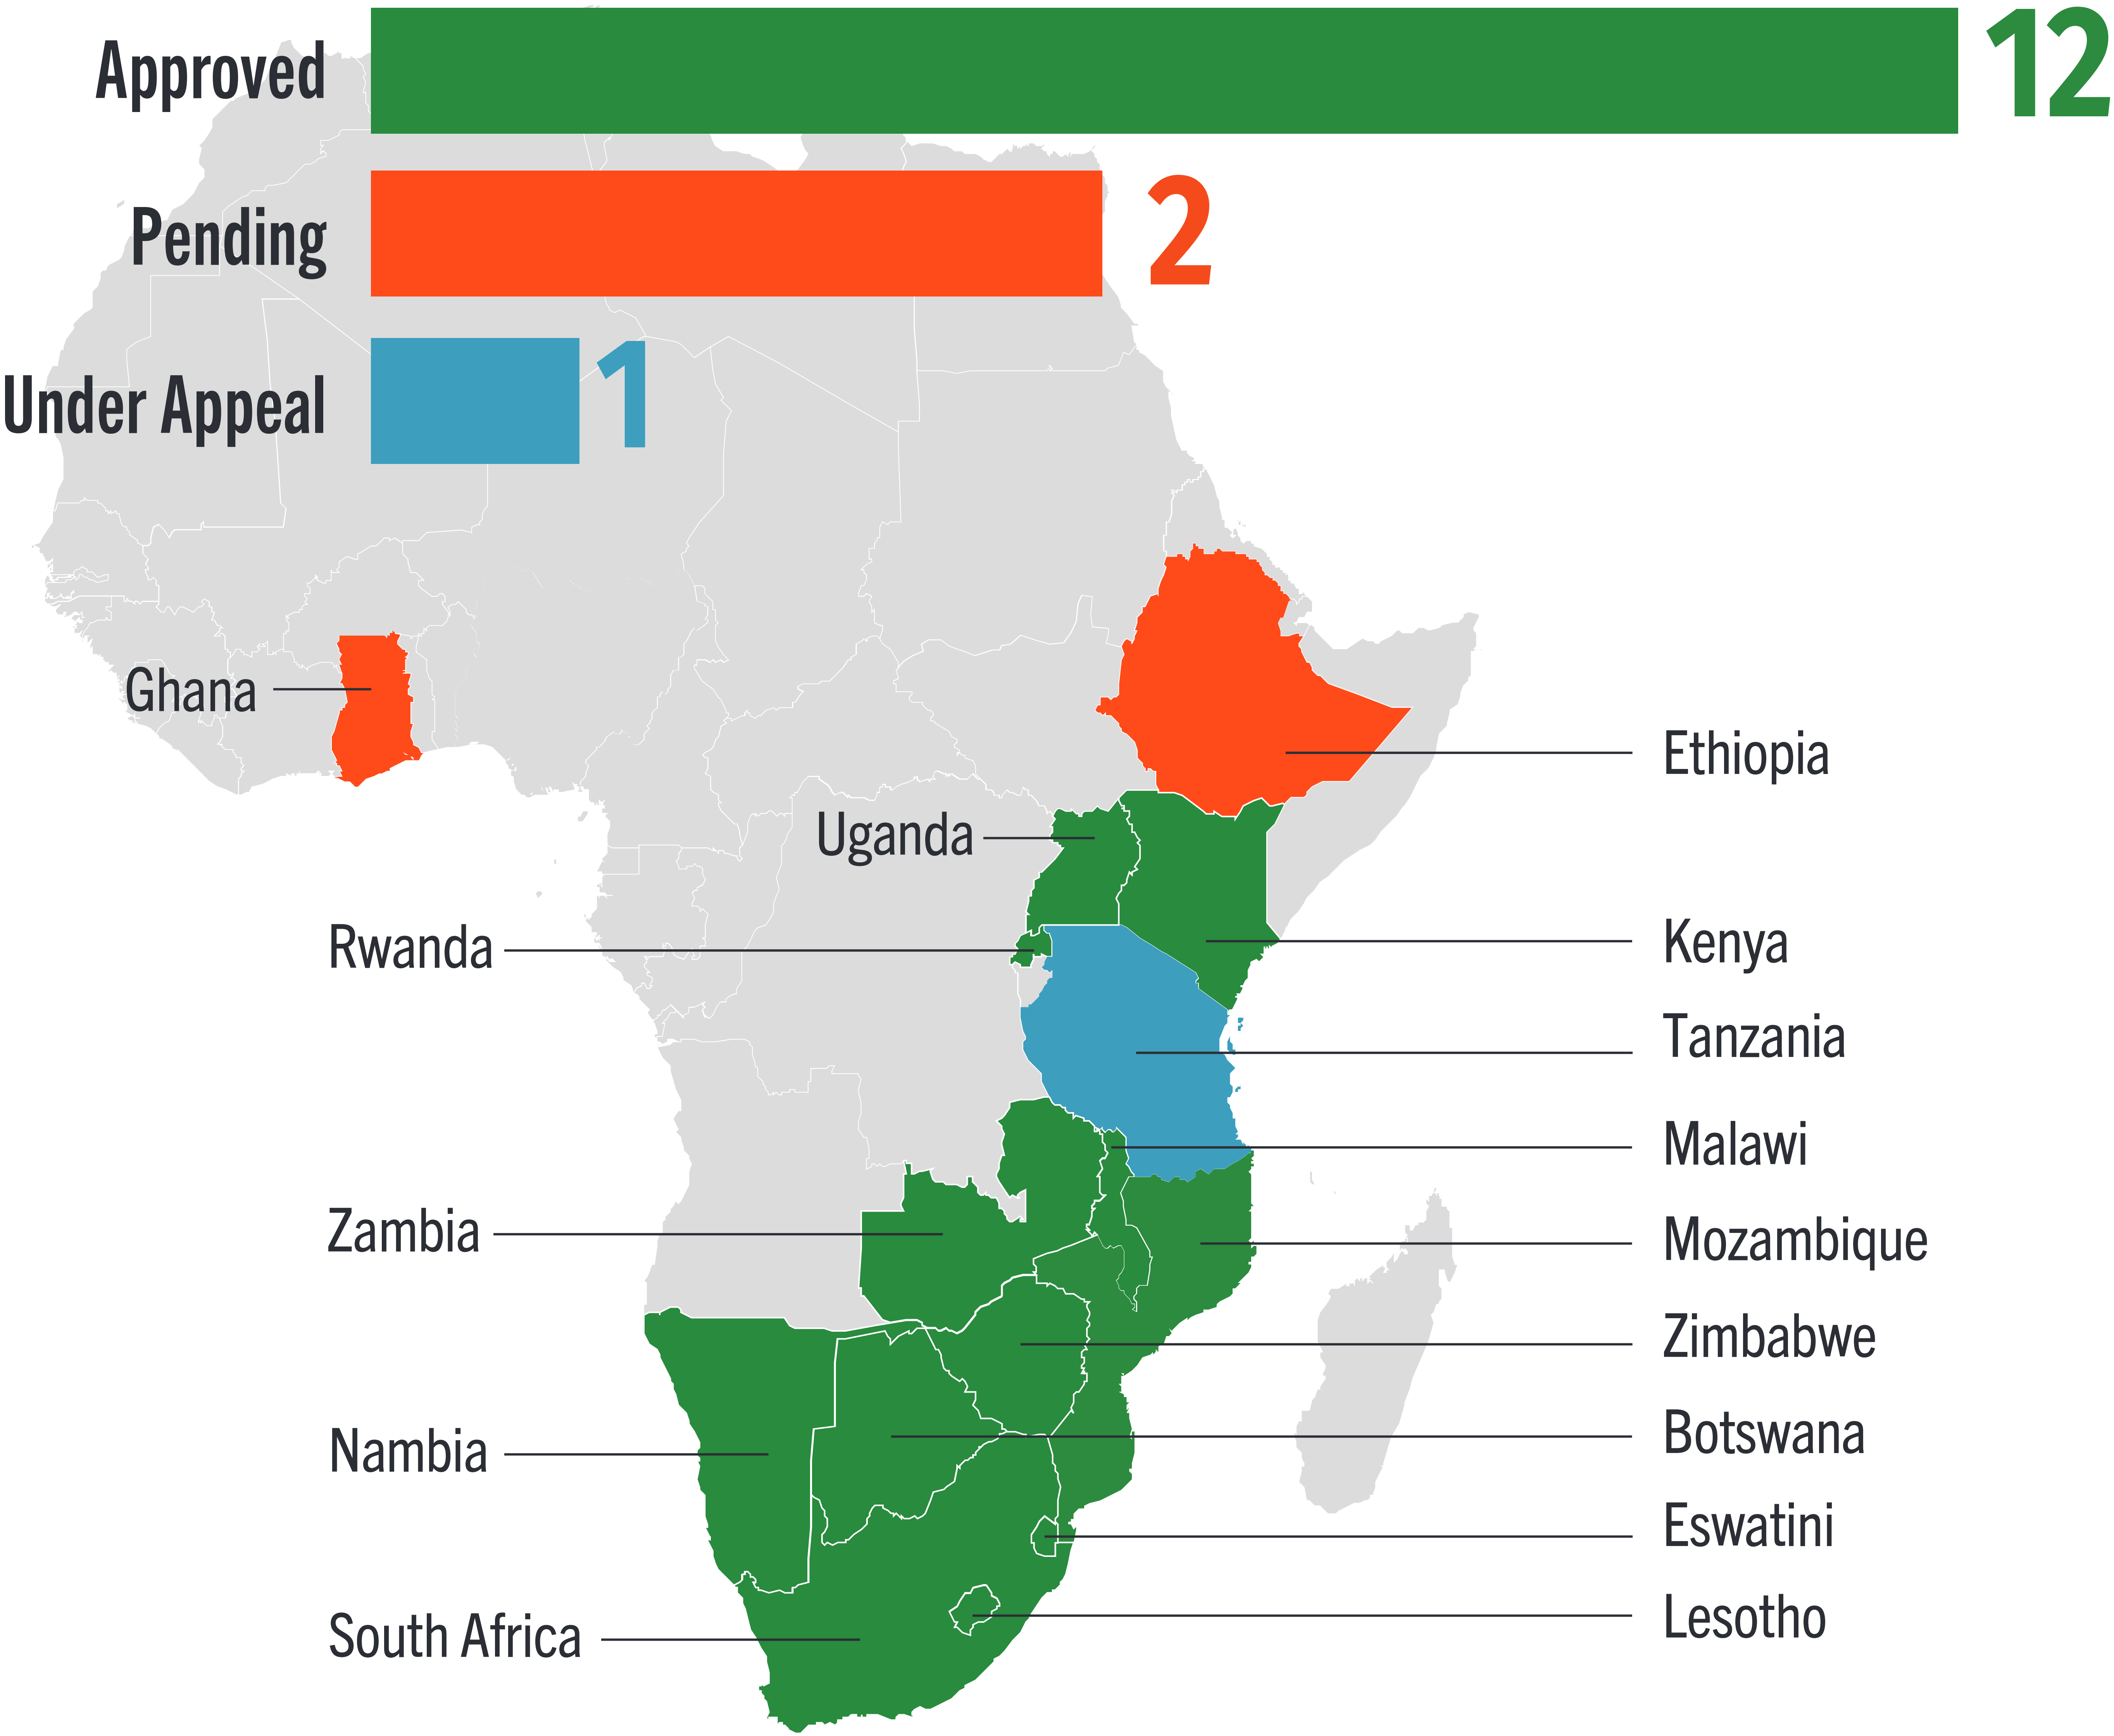 Approved 12
Pending 2
Under Appeal 1
Ghana
Ethiopia
Uganda
Rwanda
Kenya
Tanzania
Malawi
Zambia
Mozambique
Zimbabwe
Botswana
Nambia
Eswatini
Lesotho
South Africa